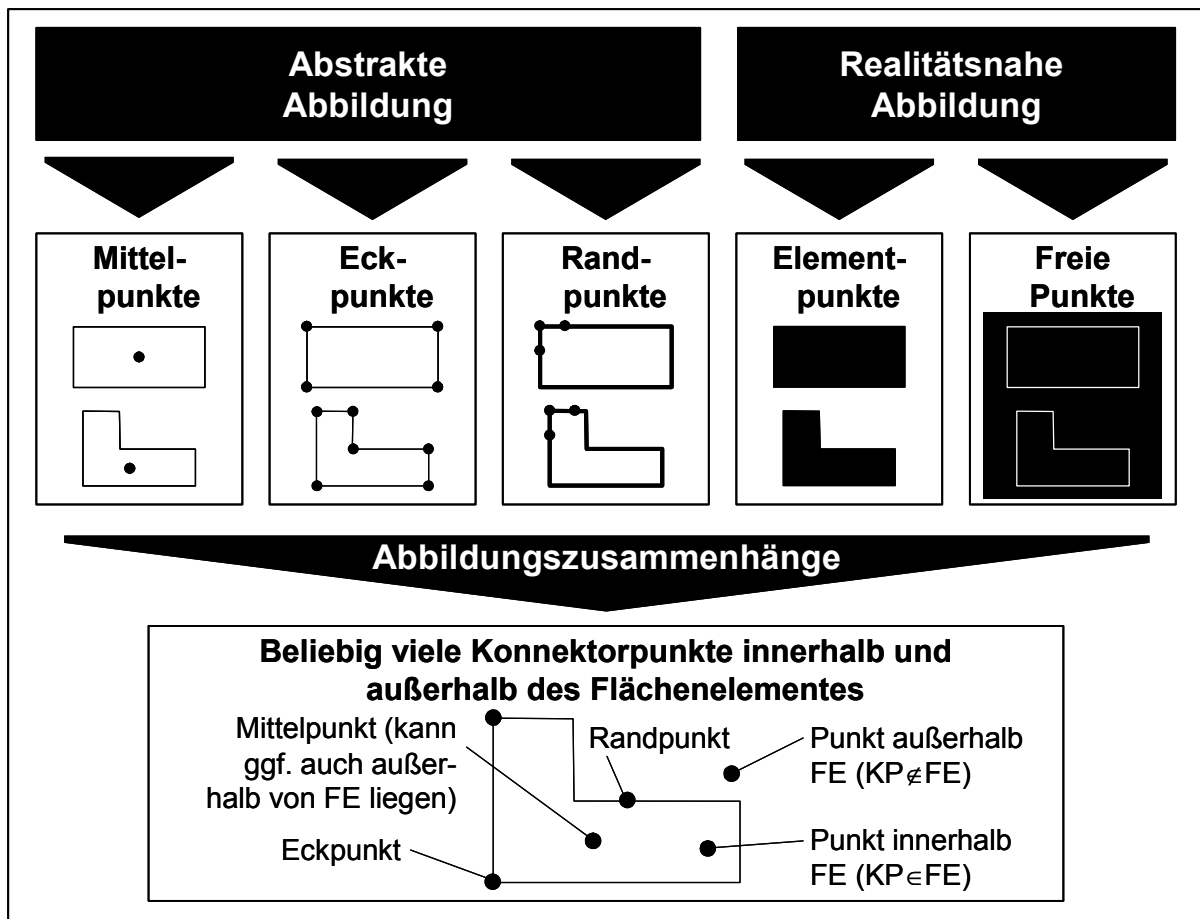 Abstrakte
Abbildung
Realitätsnahe
Abbildung
Mittel-
punkte
Eck-
punkte
Rand-
punkte
Element-
punkte
Freie
Punkte
Abbildungszusammenhänge
Beliebig viele Konnektorpunkte innerhalb und
außerhalb des Flächenelementes
Mittelpunkt (kann
ggf. auch außer-
halb von FE liegen)
Eckpunkt
Randpunkt
Punkt außerhalb
FE (KP∉FE)
Punkt innerhalb
FE (KP∈FE)